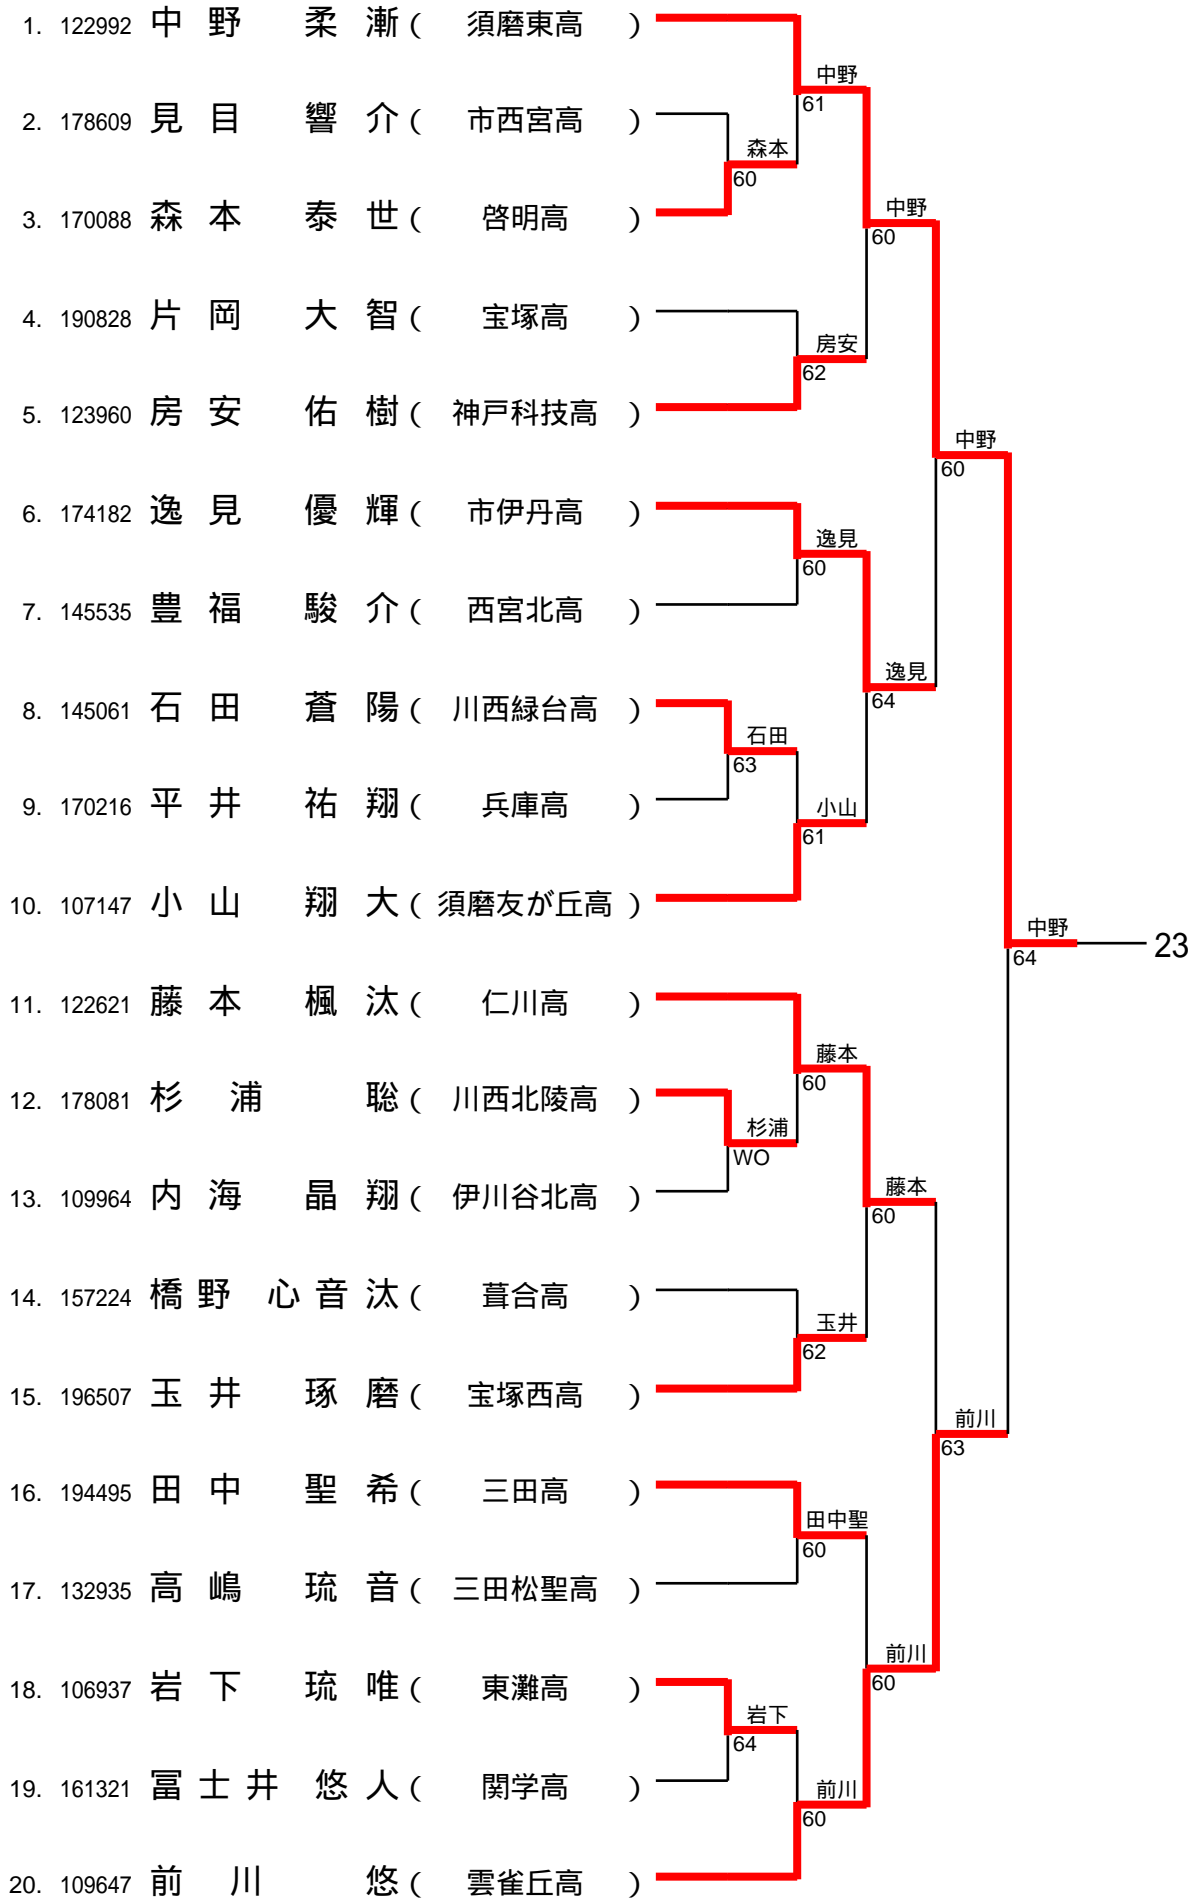 1. 122992 中野 柔漸 ( 須磨東高 )
中野
61
2. 178609 見目 響介 ( 市西宮高 )
森本
60
3. 170088 森本 泰世 ( 啓明高 )
中野
60
4. 190828 片岡 大智 ( 宝塚高 )
房安
62
5. 123960 房安 佑樹 ( 神戸科技高 )
中野
60
6. 174182 逸見 優輝 ( 市伊丹高 )
逸見
60
7. 145535 豊福 駿介 ( 西宮北高 )
逸見
64
8. 145061 石田 蒼陽 ( 川西緑台高 )
石田
63
9. 170216 平井 祐翔 ( 兵庫高 )
小山
61
10. 107147 小山 翔大 ( 須磨友が丘高 )
中野
64
23
11. 122621 藤本 楓汰 ( 仁川高 )
藤本
60
12. 178081 杉浦 聡 ( 川西北陵高 )
杉浦
WO
13. 109964 内海 晶翔 ( 伊川谷北高 )
藤本
60
14. 157224 橋野 心音汰 ( 葺合高 )
玉井
62
15. 196507 玉井 琢磨 ( 宝塚西高 )
前川
63
16. 194495 田中 聖希 ( 三田高 )
田中聖
60
17. 132935 高嶋 琉音 ( 三田松聖高 )
前川
60
18. 106937 岩下 琉唯 ( 東灘高 )
岩下
64
19. 161321 冨士井 悠人 ( 関学高 )
前川
60
20. 109647 前川 悠 ( 雲雀丘高 )